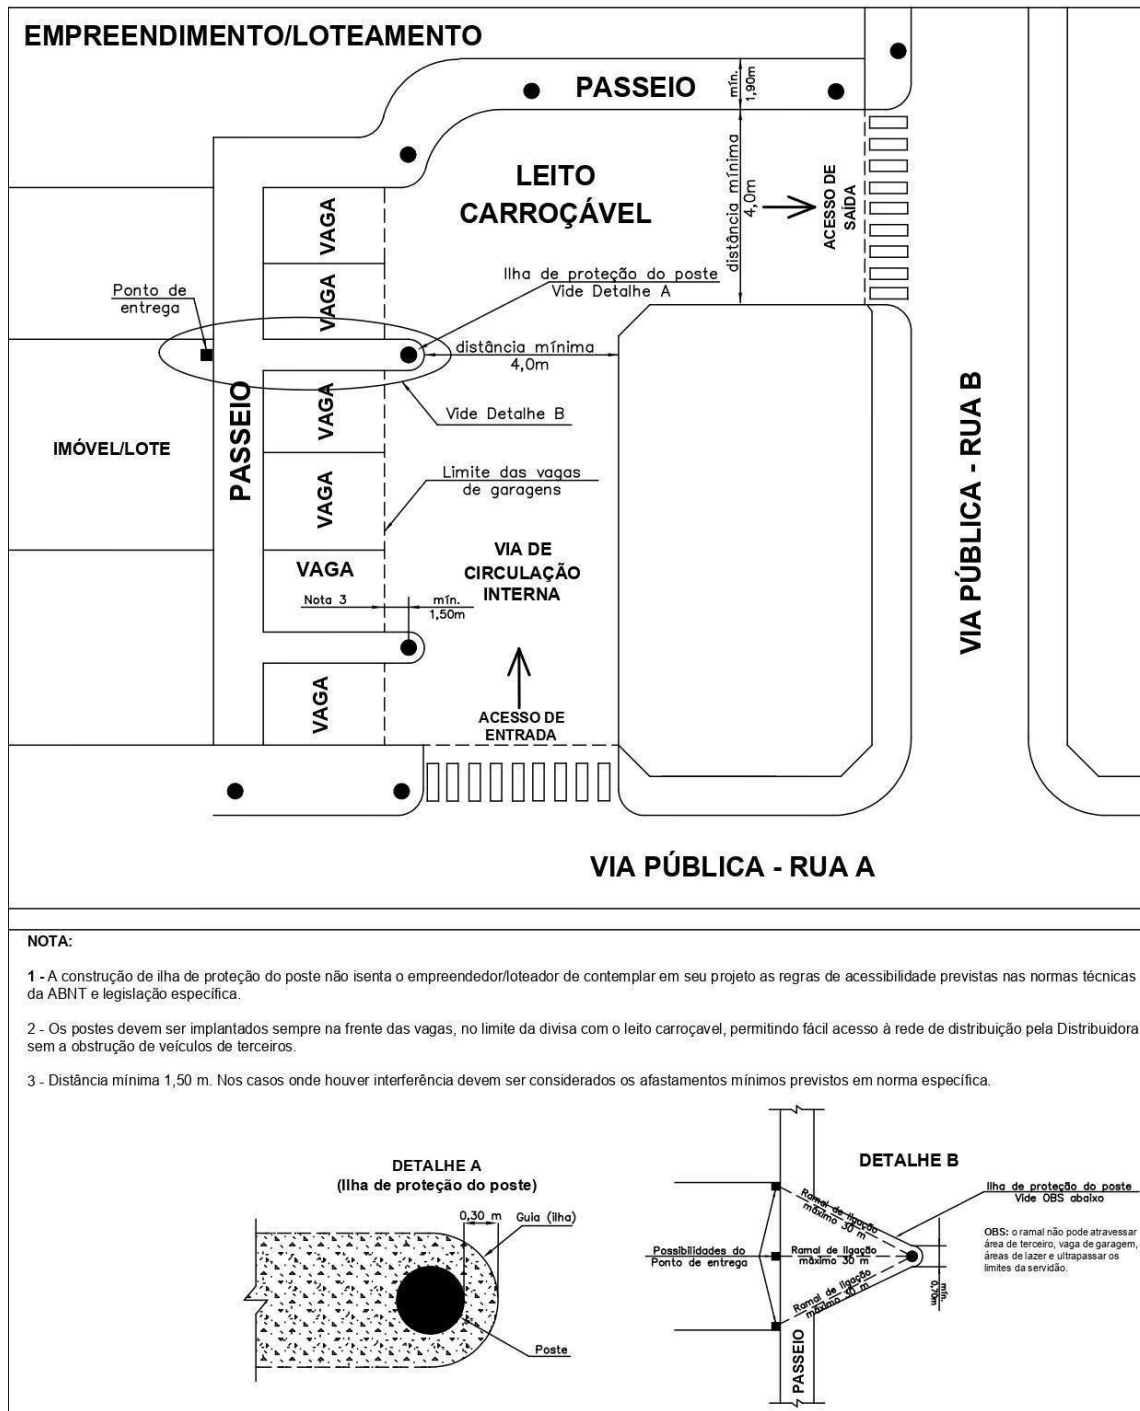 EMPREENDIMENTO/LOTEAMENTO
PASSEIO
mín.
1,90m
LEITO
CARROÇÁVEL
distância mínima
4,0m
ACESSO DE
SAÍDA
VAGA
VAGA
Ilha de proteção do poste
Vide Detalhe A
Ponto de
entrega
distância mínima
4,0m
VAGA
Vide Detalhe B
PASSEIO
IMÓVEL/LOTE
VAGA
Limite das vagas
de garagens
VIA PÚBLICA - RUA B
VIA DE
CIRCULAÇÃO
INTERNA
VAGA
Nota 3
mín.
1,50m
VAGA
ACESSO DE
ENTRADA
VIA PÚBLICA - RUA A
NOTA:
1 - A construção de ilha de proteção do poste não isenta o empreendedor/loteador de contemplar em seu projeto as regras de acessibilidade previstas nas normas técnicas
da ABNT e legislação específica.
2 - Os postes devem ser implantados sempre na frente das vagas, no limite da divisa com o leito carroçavel, permitindo fácil acesso à rede de distribuição pela Distribuidora
sem a obstrução de veículos de terceiros.
3 - Distância mínima 1,50 m. Nos casos onde houver interferência devem ser considerados os afastamentos mínimos previstos em norma específica.
DETALHE A
(Ilha de proteção do poste)
0,30 m
Guia (ilha)
Poste
DETALHE B
Ilha de proteção do poste
Vide OBS abaixo
Ramal de ligação
máximo 30 m
OBS: o ramal não pode atravessar
área de terceiro, vaga de garagem,
áreas de lazer e ultrapassar os
limites da servidão.
Possibilidades do
Ponto de entrega
Ramal de ligação
máximo 30 m
Ramal de ligação
máximo 30 m
mín.
0,70m
PASSEIO